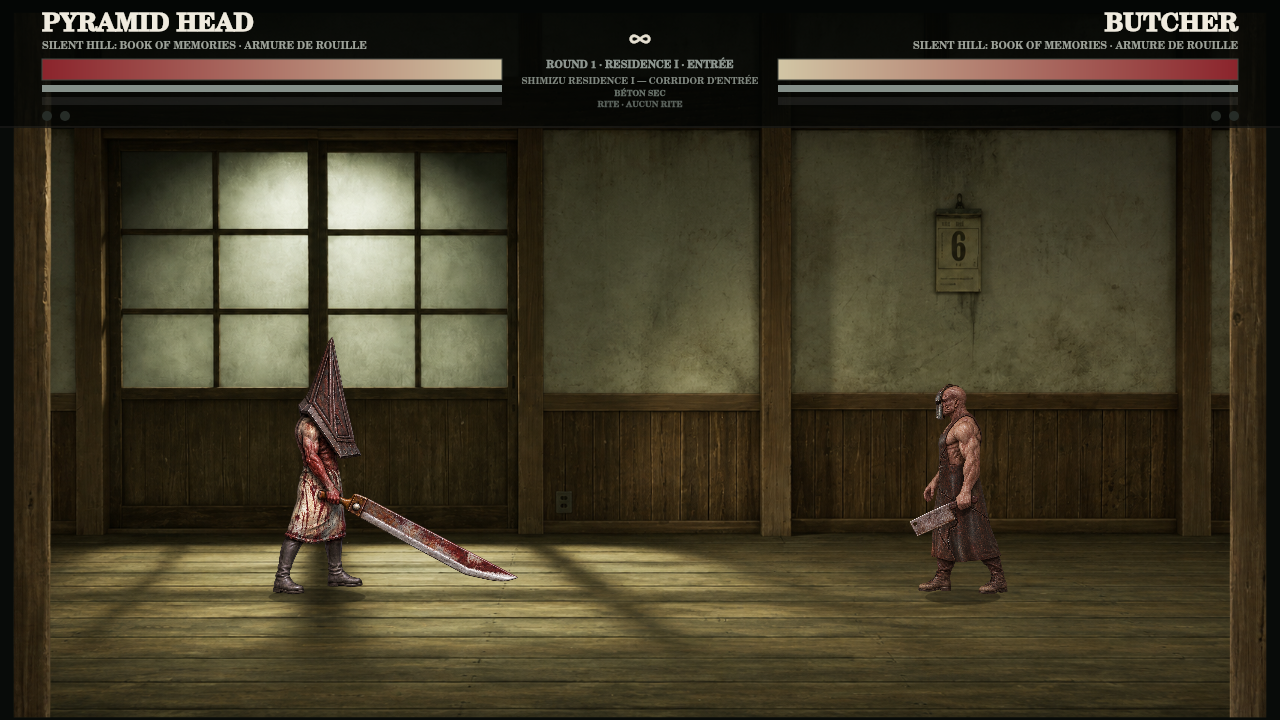 PYRAMID HEAD
SILENT HILL: BOOK OF MEMORIES · ARMURE DE ROUILLE
∞
ROUND 1 · RESIDENCE I · ENTRÉE
SHIMIZU RESIDENCE I — CORRIDOR D'ENTRÉE
BÉTON SEC
RITE · AUCUN RITE
BUTCHER
SILENT HILL: BOOK OF MEMORIES · ARMURE DE ROUILLE
6